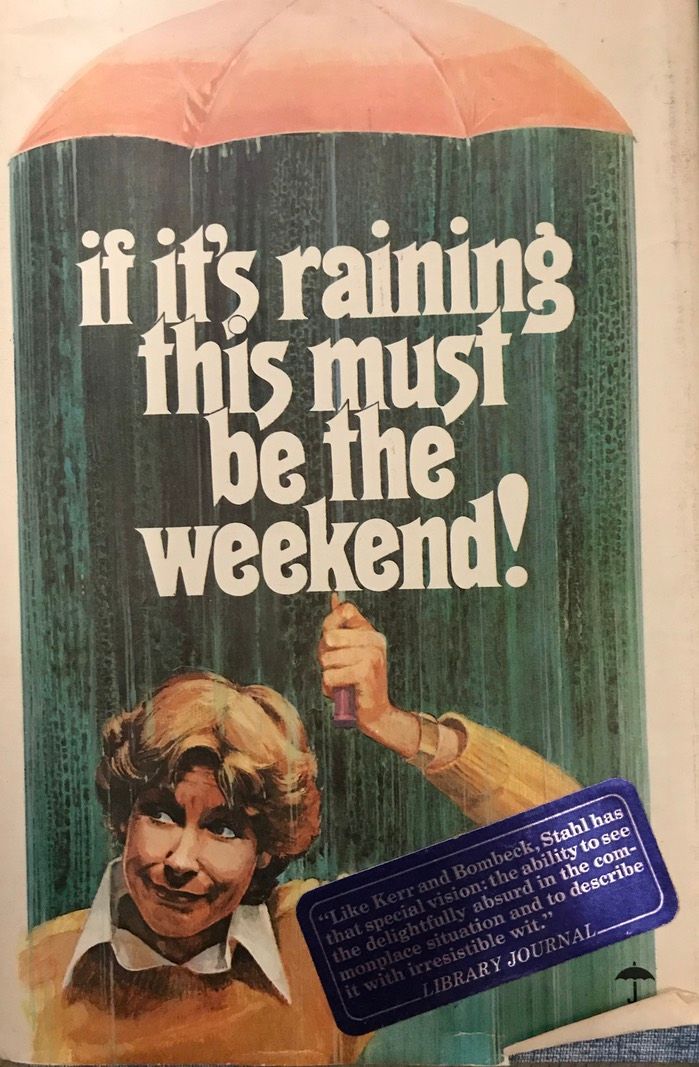 if it's raining
this must
be the
weekend!
"Like Kerr and Bombeck, Stahl has
that special vision: the ability to see
the delightfully absurd in the com-
monplace situation and to describe
it with irresistible wit."
LIBRARY JOURNAL